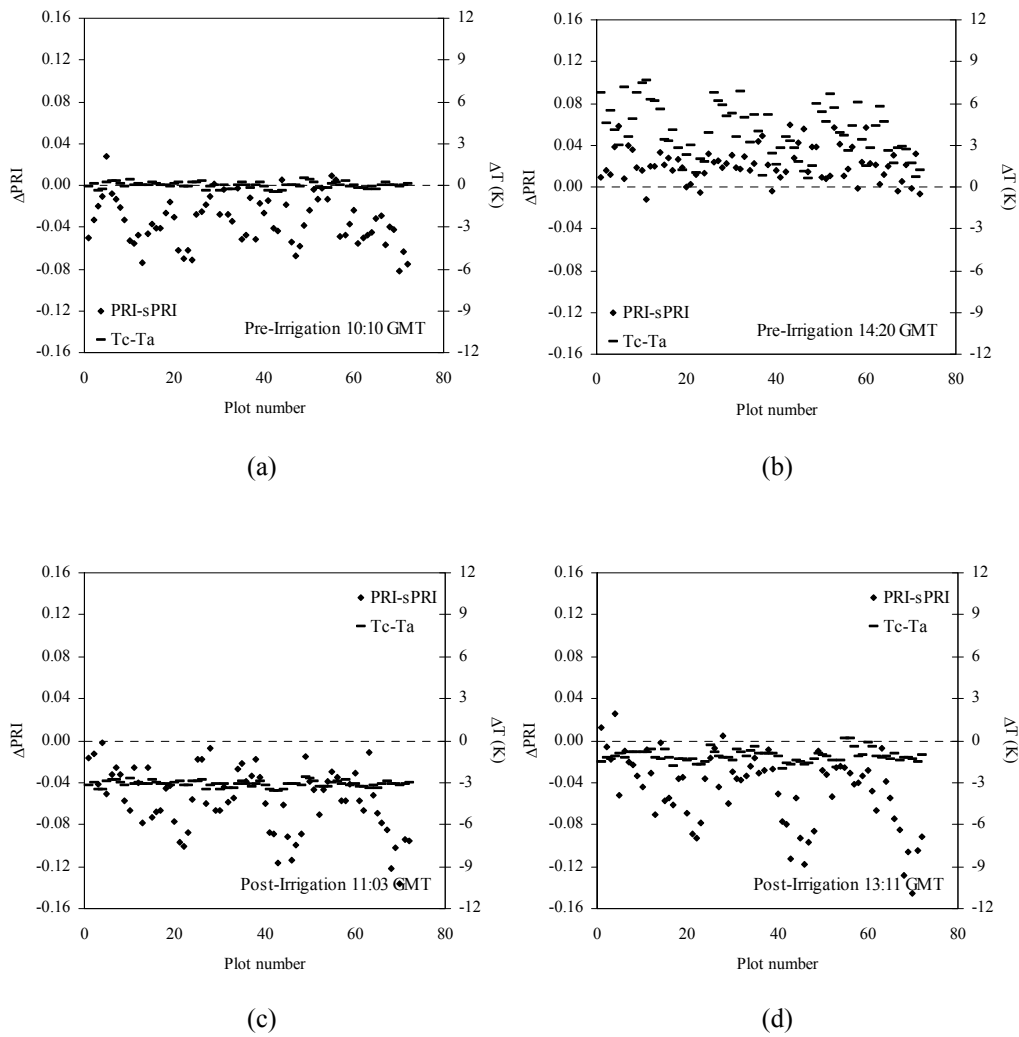 0.16
0.12
0.08
0.04
0.00
-0.04
-0.08
-0.12
-0.16
ΔPRI
12
9
6
3
0
-3
-6
-9
-12
ΔT (K)
PRI-sPRI
Tc-Ta
Pre-Irrigation 10:10 GMT
0 20 40 60 80
Plot number
(a)
0.16
0.12
0.08
0.04
0.00
-0.04
-0.08
-0.12
-0.16
ΔPRI
12
9
6
3
0
-3
-6
-9
-12
ΔT (K)
PRI-sPRI
Tc-Ta
Pre-Irrigation 14:20 GMT
0 20 40 60 80
Plot number
(b)
0.16
0.12
0.08
0.04
0.00
-0.04
-0.08
-0.12
-0.16
ΔPRI
12
9
6
3
0
-3
-6
-9
-12
ΔT (K)
PRI-sPRI
Tc-Ta
Post-Irrigation 11:03 GMT
0 20 40 60 80
Plot number
(c)
0.16
0.12
0.08
0.04
0.00
-0.04
-0.08
-0.12
-0.16
ΔPRI
12
9
6
3
0
-3
-6
-9
-12
ΔT (K)
PRI-sPRI
Tc-Ta
Post-Irrigation 13:11 GMT
0 20 40 60 80
Plot number
(d)